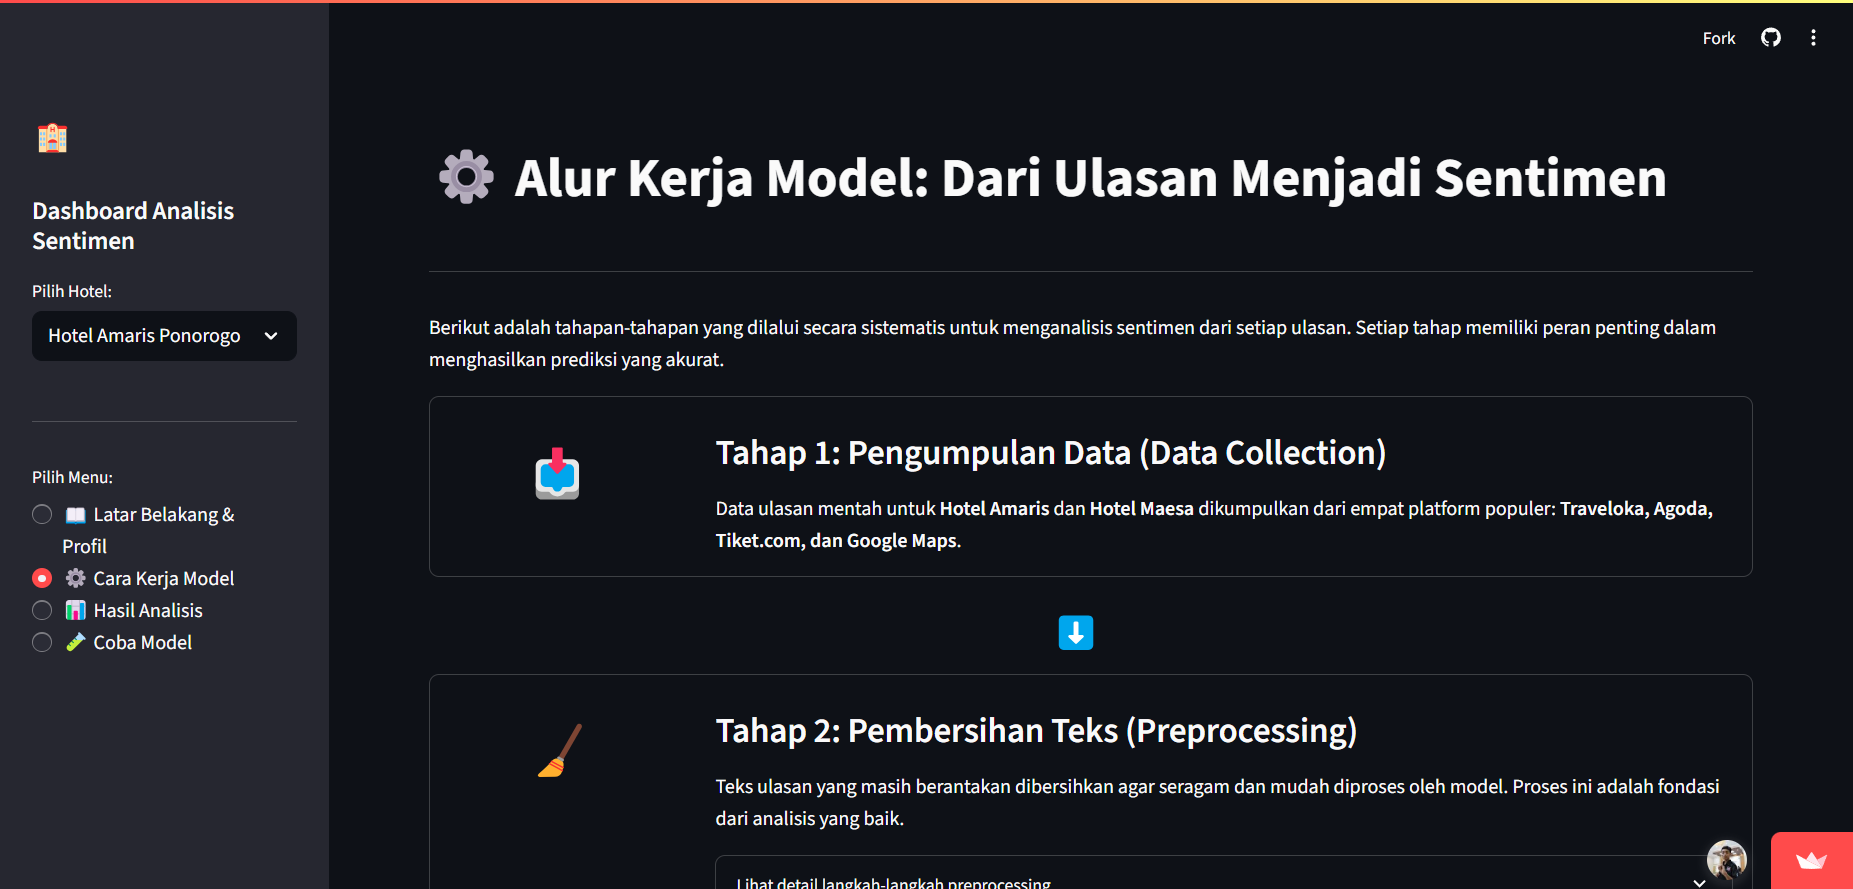 Fork
Dashboard Analisis
Sentimen
Pilih Hotel:
Hotel Amaris Ponorogo
Pilih Menu:
Latar Belakang &
Profil
Cara Kerja Model
Hasil Analisis
Coba Model
Alur Kerja Model: Dari Ulasan Menjadi Sentimen
Berikut adalah tahapan-tahapan yang dilalui secara sistematis untuk menganalisis sentimen dari setiap ulasan. Setiap tahap memiliki peran penting dalam
menghasilkan prediksi yang akurat.
Tahap 1: Pengumpulan Data (Data Collection)
Data ulasan mentah untuk Hotel Amaris dan Hotel Maesa dikumpulkan dari empat platform populer: Traveloka, Agoda,
Tiket.com, dan Google Maps.
Tahap 2: Pembersihan Teks (Preprocessing)
Teks ulasan yang masih berantakan dibersihkan agar seragam dan mudah diproses oleh model. Proses ini adalah fondasi
dari analisis yang baik.
Lihat detail langkah-langkah preprocessing